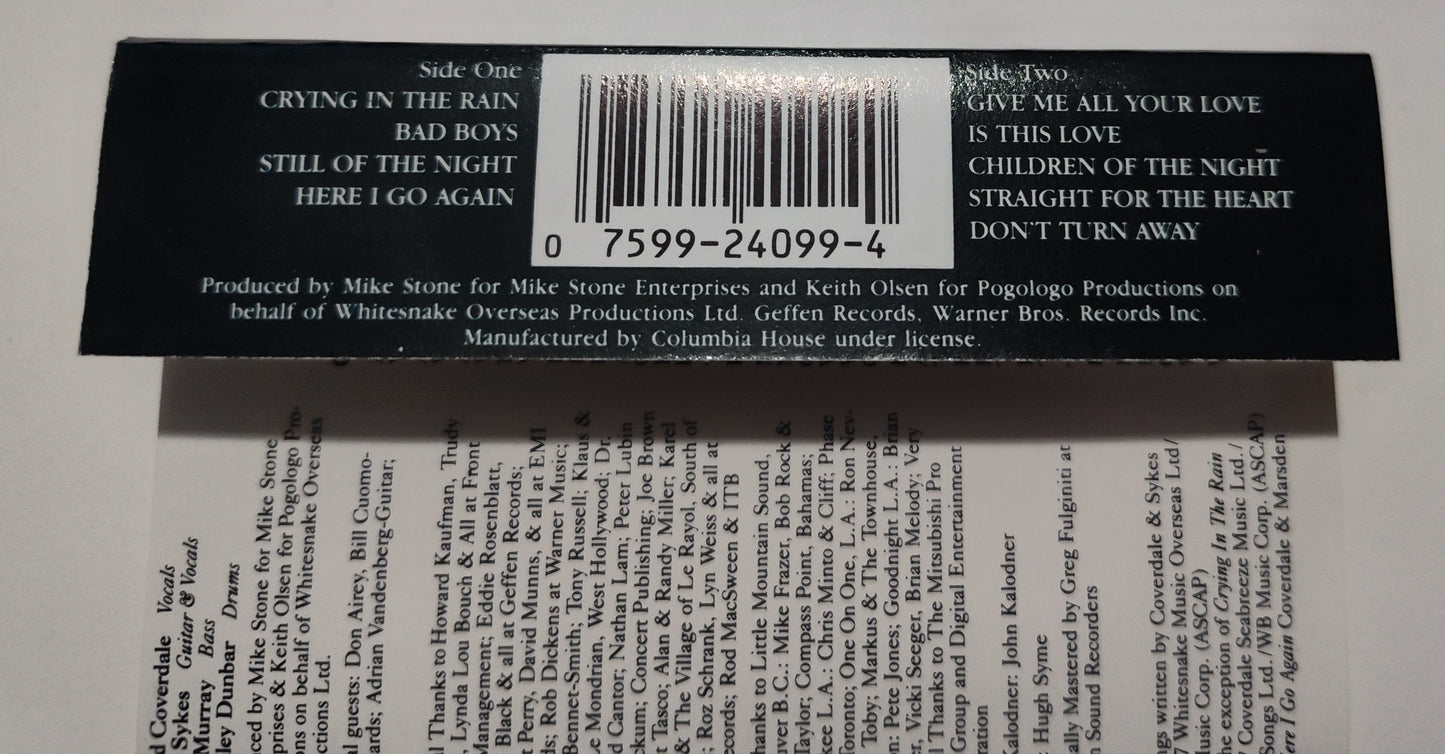 Side One
CRYING IN THE RAIN
BAD BOYS
STILL OF THE NIGHT
HERE I GO AGAIN
0 7599-24099-4
Side Two
GIVE ME ALL YOUR LOVE
IS THIS LOVE
CHILDREN OF THE NIGHT
STRAIGHT FOR THE HEART
DON'T TURN AWAY
Produced by Mike Stone for Mike Stone Enterprises and Keith Olsen for Pogologo Productions on
behalf of Whitesnake Overseas Productions Ltd. Geffen Records, Warner Bros. Records Inc.
Manufactured by Columbia House under license.
Coverdale Vocals
Sykes Guitar & Vocals
Murray Bass
ley Dunbar Drums
ced by Mike Stone for Mike Stone
prises & Keith Olsen for Pogologo Pro-
ons on behalf of Whitesnake Overseas
ctions Ltd.
al guests: Don Airey, Bill Cuomo-
ards; Adrian Vandenberg-Guitar;
l Thanks to Howard Kaufman, Trudy
, Lynda Lou Bouch & All at Front
Management; Eddie Rosenblatt,
Black & all at Geffen Records;
t Perry, David Munns, & all at EMI
ds; Rob Dickens at Warner Music;
Bennet-Smith; Tony Russell; Klaus &
e Mondrian, West Hollywood; Dr.
d Cantor; Nathan Lam; Peter Lubin
ckum; Concert Publishing; Joe Brown
t Tasco; Alan & Randy Miller; Karel
& The Village of Le Rayol, South of
; Roz Schrank, Lyn Weiss & all at
ecords; Rod MacSween & ITB
hanks to Little Mountain Sound,
uver B.C.: Mike Frazer, Bob Rock &
Taylor; Compass Point, Bahamas;
kee L.A.: Chris Minto & Cliff; Phase
Toronto; One On One, L.A.: Ron Nev-
Toby; Markus & The Townhouse,
n: Pete Jones; Goodnight L.A.: Brian
r, Vicki Seeger, Brian Melody; Very
l Thanks to The Mitsubishi Pro
Group and Digital Entertainment
ration
Kalodner: John Kalodner
: Hugh Syme
ally Mastered by Greg Fulginiti at
n Sound Recorders
gs written by Coverdale & Sykes
Whitesnake Music Overseas Ltd/
usic Corp. (ASCAP)
he exception of Crying In The Rain
Coverdale Seabreeze Music Ltd./
ongs Ltd./WB Music Corp. (ASCAP)
ere I Go Again Coverdale & Marsden